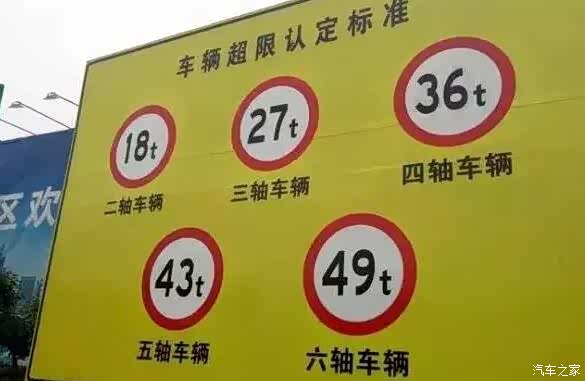 车辆超限认定标准
18t
27t
36t
二轴车辆
三轴车辆
四轴车辆
43t
49t
五轴车辆
六轴车辆
区欢
汽车之家